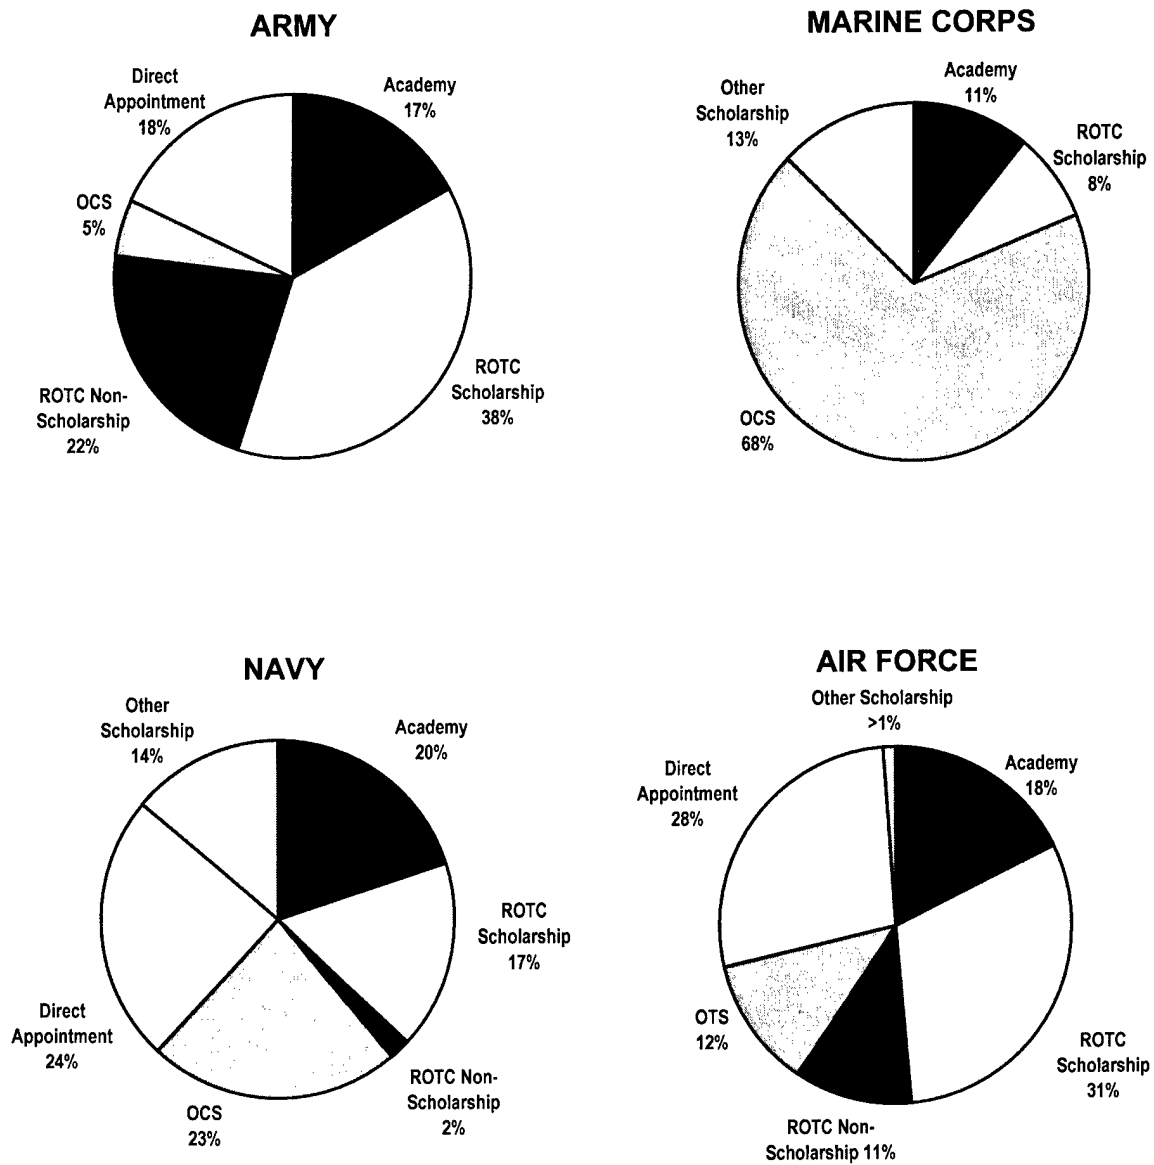 ARMY
Direct
Appointment
18%
Academy
17%
OCS
5%
ROTC Non-
Scholarship
22%
ROTC
Scholarship
38%
MARINE CORPS
Other
Scholarship
13%
Academy
11%
ROTC
Scholarship
8%
OCS
68%
NAVY
Other
Scholarship
14%
Academy
20%
ROTC
Scholarship
17%
Direct
Appointment
24%
OCS
23%
ROTC Non-
Scholarship
2%
AIR FORCE
Other Scholarship
>1%
Direct
Appointment
28%
Academy
18%
OTS
12%
ROTC
Scholarship
31%
ROTC Non-
Scholarship 11%